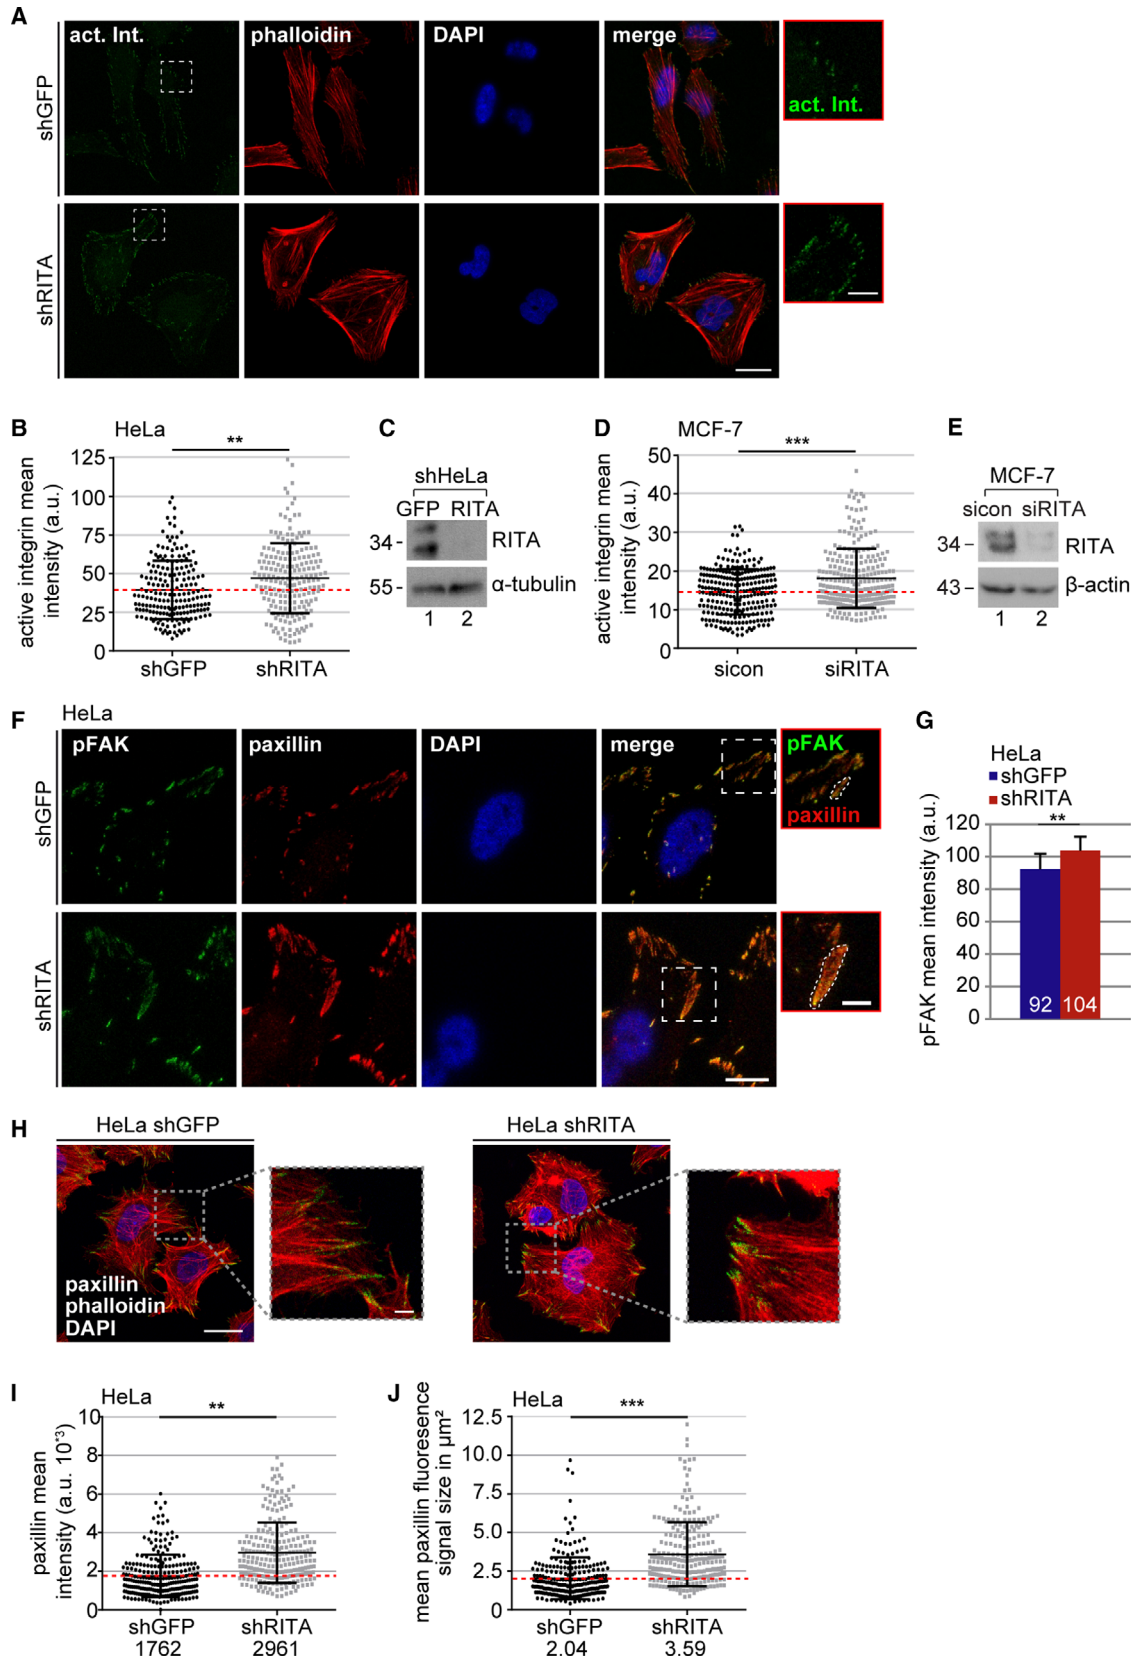 A
act. Int.
phalloidin
DAPI
merge
act. Int.
shGFP
shRITA
B
HeLa
**
active integrin mean
intensity (a.u.)
125
100
75
50
25
0
shGFP
shRITA
C
shHeLa
GFP RITA
34 -
RITA
55 -
α-tubulin
1 2
D
MCF-7
***
active integrin mean
intensity (a.u.)
50
40
30
20
10
0
sicon
siRITA
E
MCF-7
sicon siRITA
34 -
RITA
43 -
β-actin
1 2
F
HeLa
pFAK
paxillin
DAPI
merge
pFAK
paxillin
shGFP
shRITA
G
HeLa
shGFP
shRITA
**
pFAK mean intensity (a.u.)
120
100
80
60
40
20
0
92
104
H
HeLa shGFP
HeLa shRITA
paxillin
phalloidin
DAPI
I
HeLa
**
paxillin mean
intensity (a.u. 10*³)
10
8
6
4
2
0
shGFP
1762
shRITA
2961
J
HeLa
***
mean paxillin fluoresence
signal size in µm²
12.5
10.0
7.5
5.0
2.5
0
shGFP
2.04
shRITA
3.59